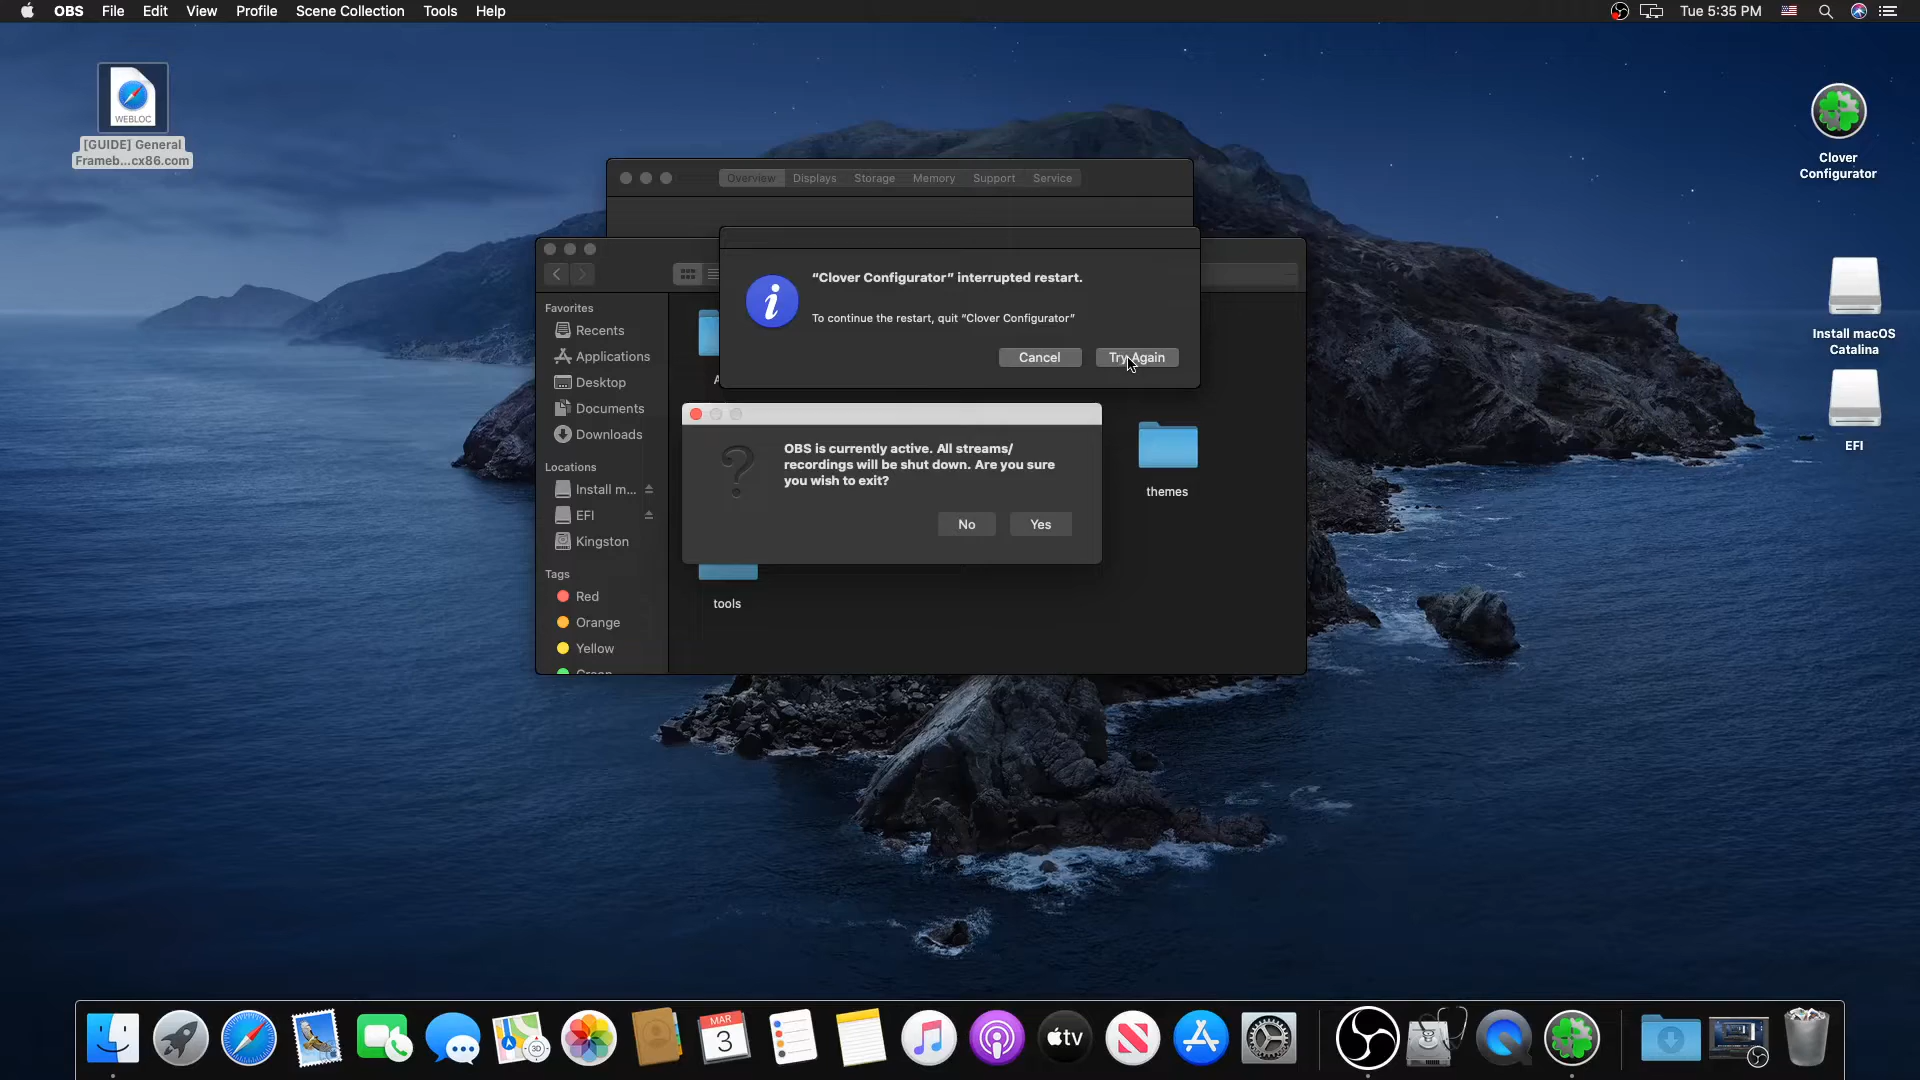 OBS File Edit View Profile Scene Collection Tools Help
Tue 5:35 PM
WEBLOC
[GUIDE] General
Frameb...cx86.com
Clover
Configurator
Install macOS
Catalina
EFI
Overview Displays Storage Memory Support Service
“Clover Configurator” interrupted restart.
To continue the restart, quit “Clover Configurator”
Cancel Try Again
Favorites
Recents
Applications
Desktop
Documents
Downloads
Locations
Install m...
EFI
Kingston
Tags
Red
Orange
Yellow
Green
OBS is currently active. All streams/
recordings will be shut down. Are you sure
you wish to exit?
No Yes
themes
tools
MAR
3
3D
tv